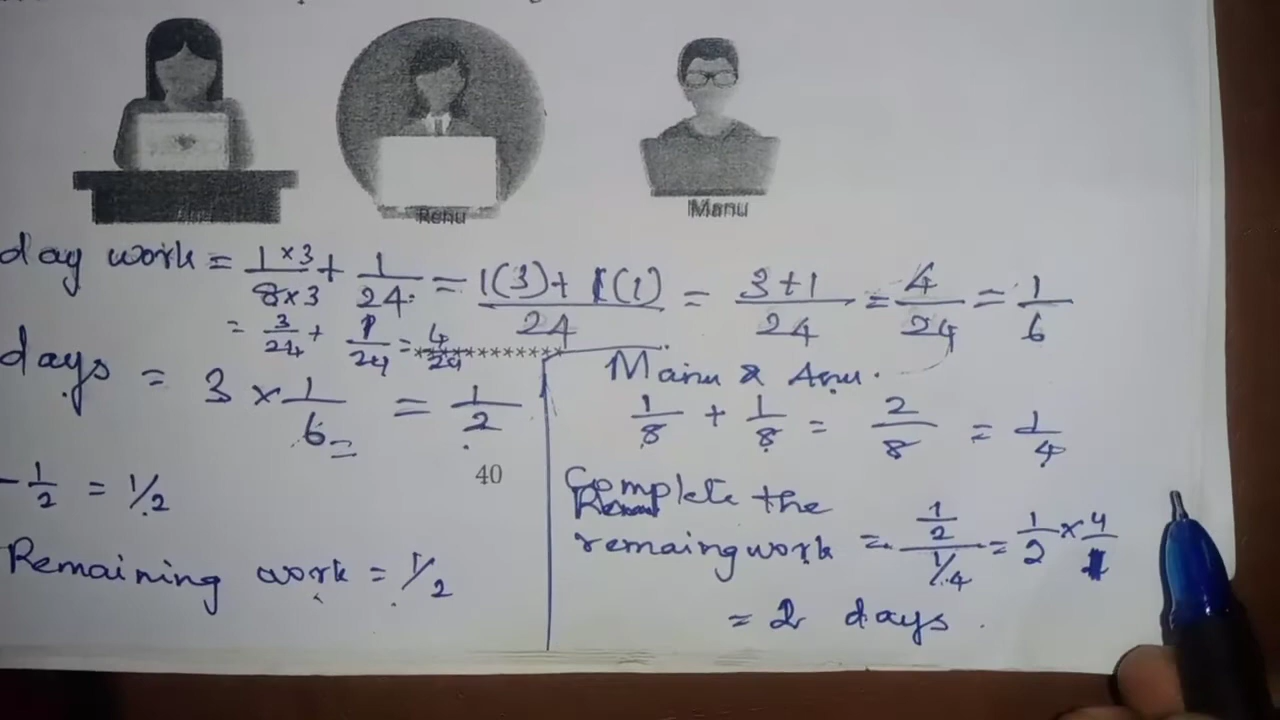 Renu
Manu
day work = 1×3/8×3 + 1/24 = 1(3)+1(1)/24 = 3+1/24 = 4/24 = 1/6
= 3/24 + 1/24 = 4/24
***********
days = 3 × 1/6 = 1/2
- 1/2 = 1/2
Remaining work = 1/2
40
Manu & Anu.
1/8 + 1/8 = 2/8 = 1/4
Complete the
remaingwork = 1/2 / 1/4 = 1/2 × 4/1
= 2 days.